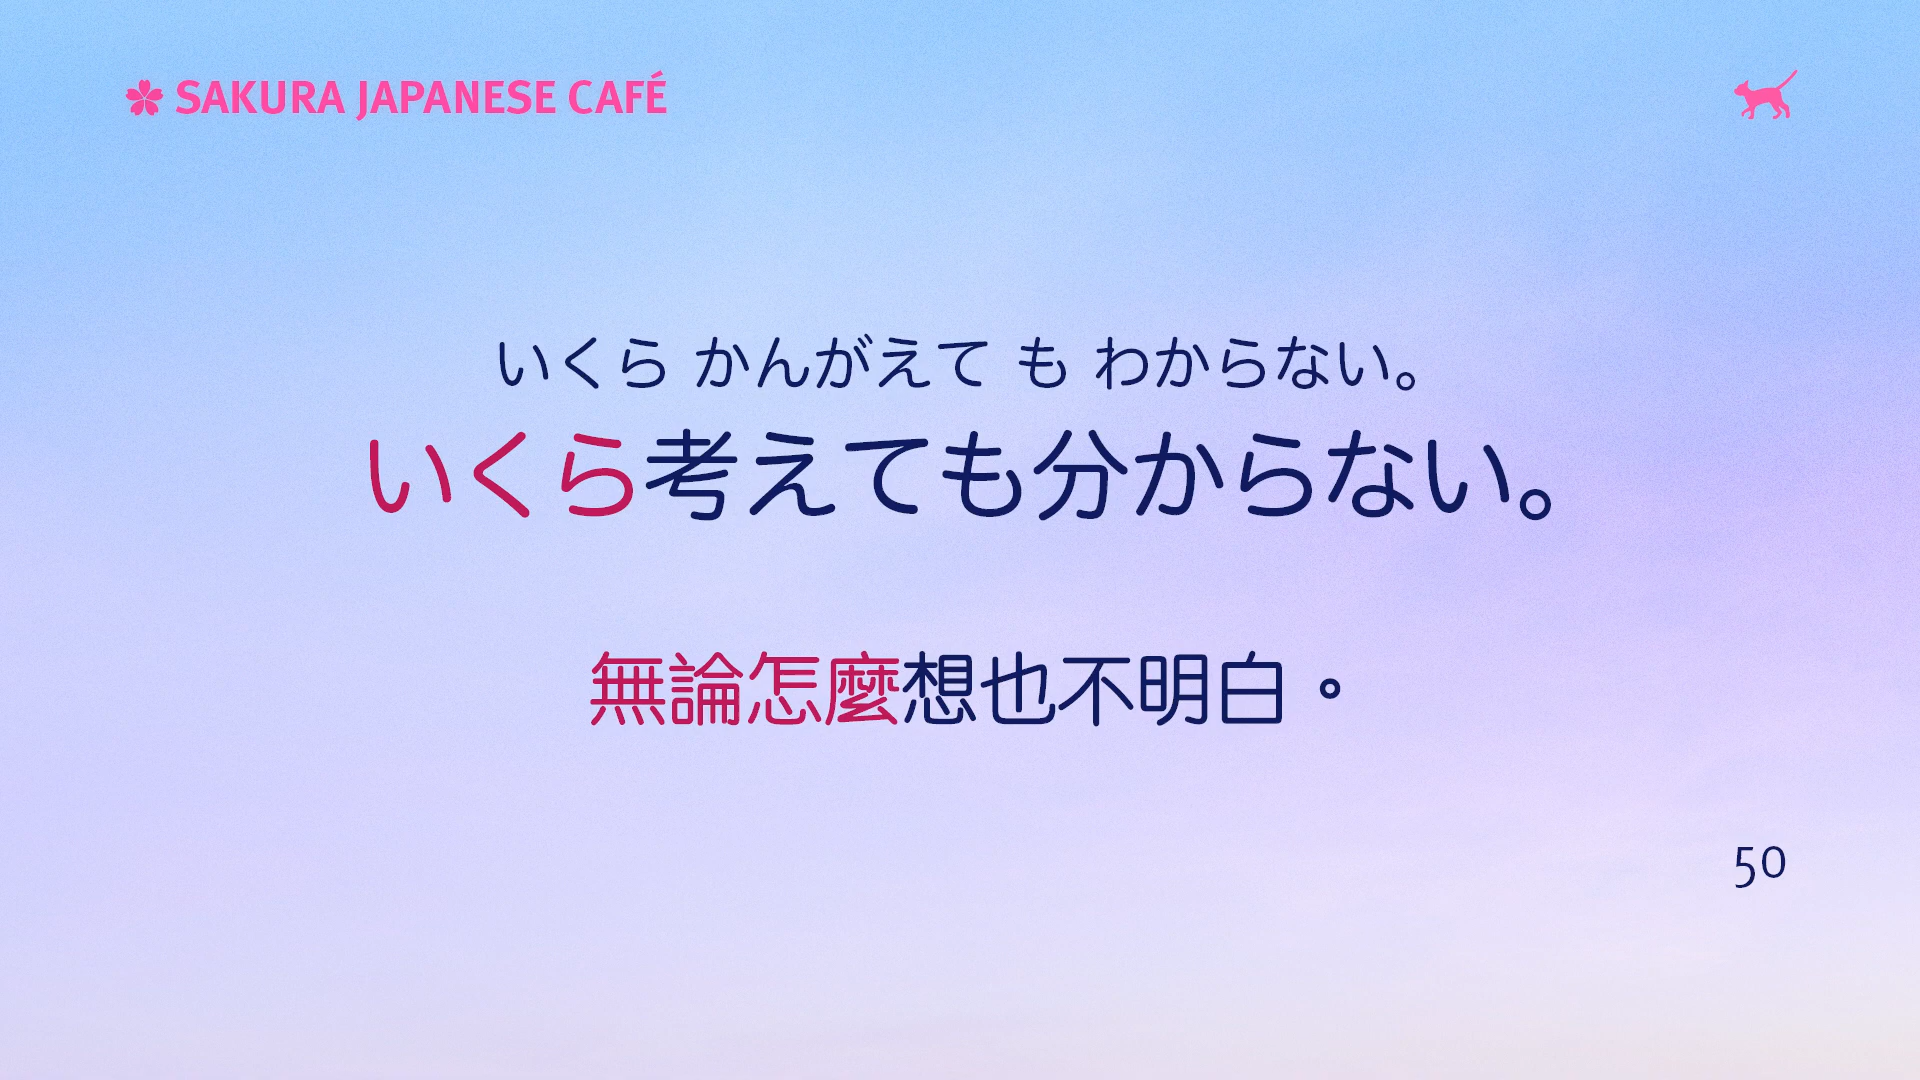 SAKURA JAPANESE CAFÉ
いくら かんがえて も わからない。
いくら考えても分からない。
無論怎麼想也不明白。
50